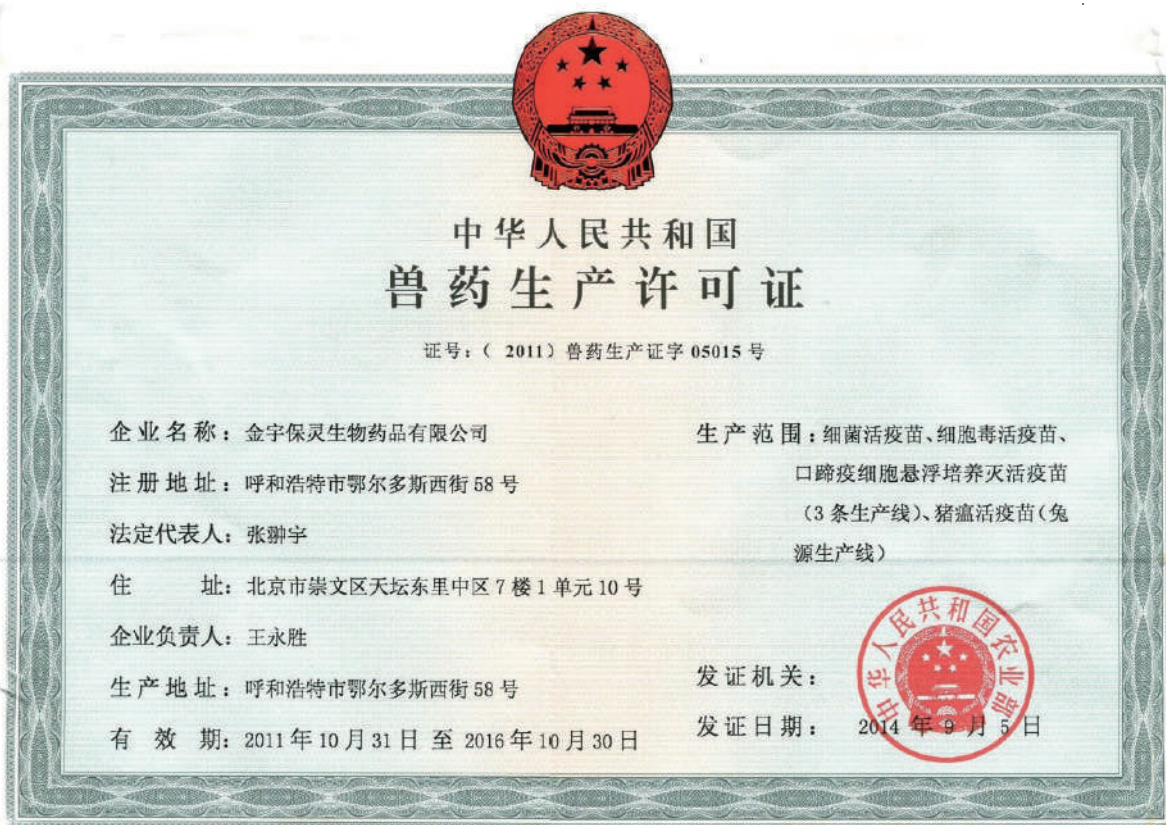 中华人民共和国
兽药生产许可证
证号：（ 2011）兽药生产证字 05015 号
企业名称：金宇保灵生物药品有限公司
注册地址：呼和浩特市鄂尔多斯西街 58 号
法定代表人：张翀宇
住 址：北京市崇文区天坛东里中区 7 楼 1 单元 10 号
企业负责人：王永胜
生产地址：呼和浩特市鄂尔多斯西街 58 号
有 效 期：2011 年 10 月 31 日 至 2016 年 10 月 30 日
生产范围：细菌活疫苗、细胞毒活疫苗、
口蹄疫细胞悬浮培养灭活疫苗
（3 条生产线）、猪瘟活疫苗（兔
源生产线）
发证机关：
中华人民共和国农业部
发证日期： 2014 年 9 月 5 日